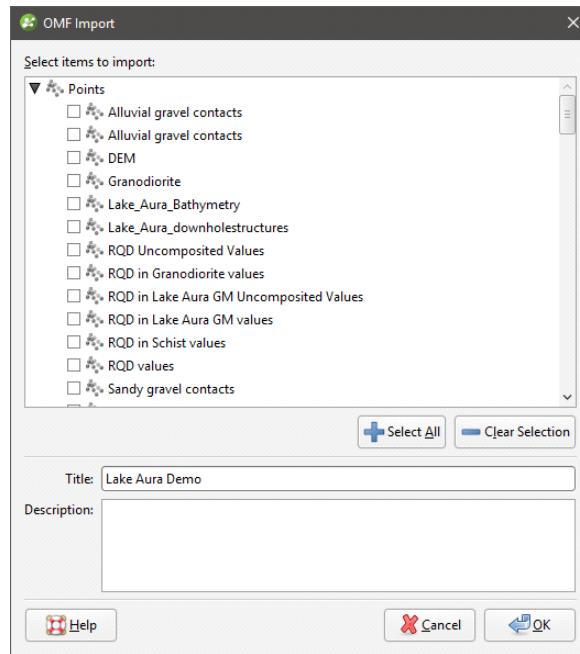 OMF Import
Select items to import:
Points
Alluvial gravel contacts
Alluvial gravel contacts
DEM
Granodiorite
Lake_Aura_Bathymetry
Lake_Aura_downholestructures
RQD Uncomposited Values
RQD in Granodiorite values
RQD in Lake Aura GM Uncomposited Values
RQD in Lake Aura GM values
RQD in Schist values
RQD values
Sandy gravel contacts
Select All
Clear Selection
Title: Lake Aura Demo
Description:
Help
Cancel
OK